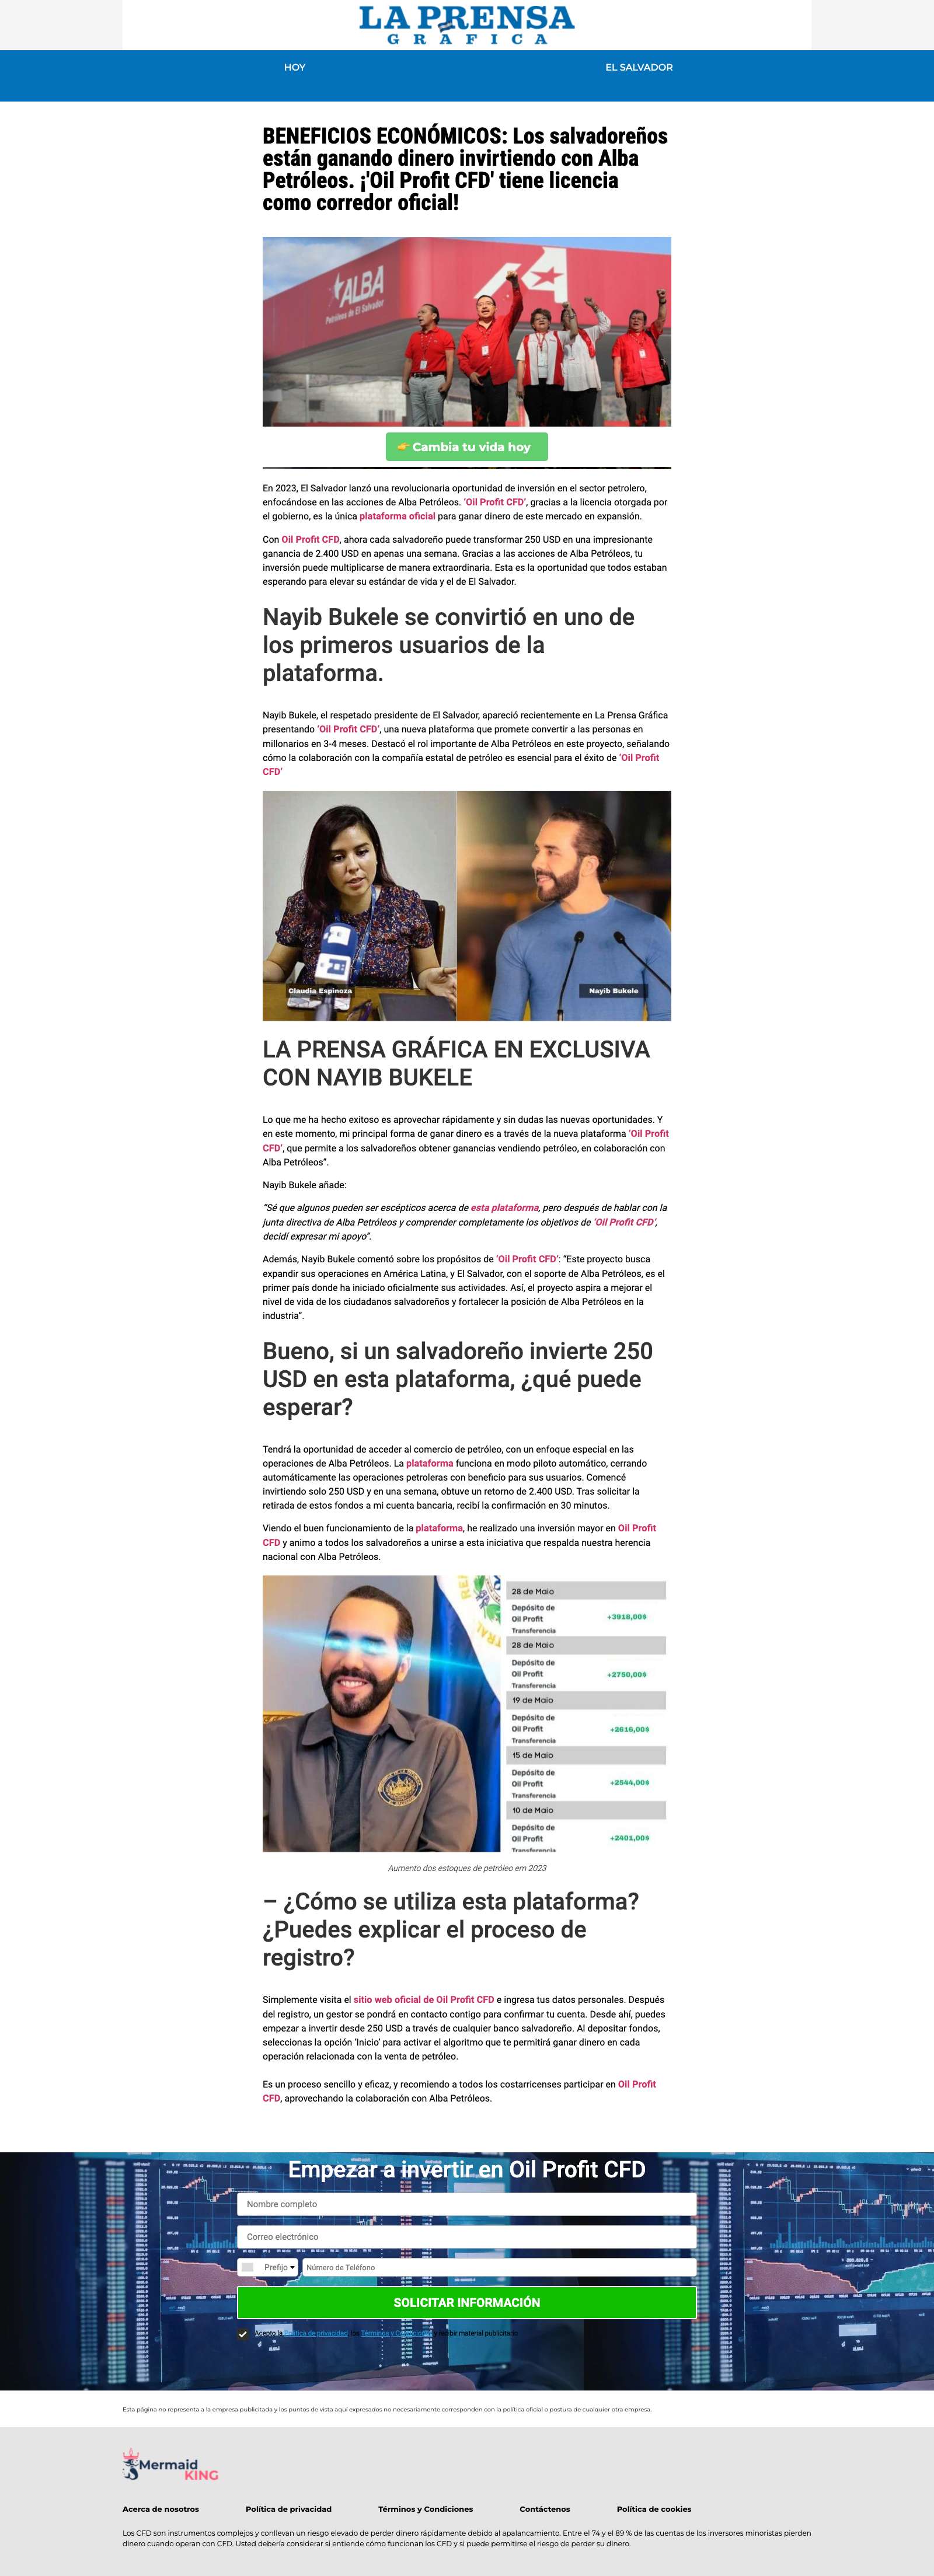 LA PRENSA
GRÁFICA
HOY
EL SALVADOR
BENEFICIOS ECONÓMICOS: Los salvadoreños
están ganando dinero invirtiendo con Alba
Petróleos. ¡'Oil Profit CFD' tiene licencia
como corredor oficial!
ALBA
Petróleos de El Salvador
👉 Cambia tu vida hoy
En 2023, El Salvador lanzó una revolucionaria oportunidad de inversión en el sector petrolero,
enfocándose en las acciones de Alba Petróleos. ‘Oil Profit CFD’, gracias a la licencia otorgada por
el gobierno, es la única plataforma oficial para ganar dinero de este mercado en expansión.
Con Oil Profit CFD, ahora cada salvadoreño puede transformar 250 USD en una impresionante
ganancia de 2.400 USD en apenas una semana. Gracias a las acciones de Alba Petróleos, tu
inversión puede multiplicarse de manera extraordinaria. Esta es la oportunidad que todos estaban
esperando para elevar su estándar de vida y el de El Salvador.
Nayib Bukele se convirtió en uno de
los primeros usuarios de la
plataforma.
Nayib Bukele, el respetado presidente de El Salvador, apareció recientemente en La Prensa Gráfica
presentando ‘Oil Profit CFD’, una nueva plataforma que promete convertir a las personas en
millonarios en 3-4 meses. Destacó el rol importante de Alba Petróleos en este proyecto, señalando
cómo la colaboración con la compañía estatal de petróleo es esencial para el éxito de ‘Oil Profit
CFD’
Claudia Espinoza
Nayib Bukele
LA PRENSA GRÁFICA EN EXCLUSIVA
CON NAYIB BUKELE
Lo que me ha hecho exitoso es aprovechar rápidamente y sin dudas las nuevas oportunidades. Y
en este momento, mi principal forma de ganar dinero es a través de la nueva plataforma ‘Oil Profit
CFD’, que permite a los salvadoreños obtener ganancias vendiendo petróleo, en colaboración con
Alba Petróleos”.
Nayib Bukele añade:
“Sé que algunos pueden ser escépticos acerca de esta plataforma, pero después de hablar con la
junta directiva de Alba Petróleos y comprender completamente los objetivos de ‘Oil Profit CFD’,
decidí expresar mi apoyo”.
Además, Nayib Bukele comentó sobre los propósitos de ‘Oil Profit CFD’: “Este proyecto busca
expandir sus operaciones en América Latina, y El Salvador, con el soporte de Alba Petróleos, es el
primer país donde ha iniciado oficialmente sus actividades. Así, el proyecto aspira a mejorar el
nivel de vida de los ciudadanos salvadoreños y fortalecer la posición de Alba Petróleos en la
industria”.
Bueno, si un salvadoreño invierte 250
USD en esta plataforma, ¿qué puede
esperar?
Tendrá la oportunidad de acceder al comercio de petróleo, con un enfoque especial en las
operaciones de Alba Petróleos. La plataforma funciona en modo piloto automático, cerrando
automáticamente las operaciones petroleras con beneficio para sus usuarios. Comencé
invirtiendo solo 250 USD y en una semana, obtuve un retorno de 2.400 USD. Tras solicitar la
retirada de estos fondos a mi cuenta bancaria, recibí la confirmación en 30 minutos.
Viendo el buen funcionamiento de la plataforma, he realizado una inversión mayor en Oil Profit
CFD y animo a todos los salvadoreños a unirse a esta iniciativa que respalda nuestra herencia
nacional con Alba Petróleos.
28 de Maio
Depósito de
Oil Profit
Transferencia
+3918,00$
28 de Maio
Depósito de
Oil Profit
Transferencia
+2750,00$
19 de Maio
Depósito de
Oil Profit
Transferencia
+2616,00$
15 de Maio
Depósito de
Oil Profit
Transferencia
+2544,00$
10 de Maio
Depósito de
Oil Profit
Transferencia
+2401,00$
Aumento dos estoques de petróleo em 2023
– ¿Cómo se utiliza esta plataforma?
¿Puedes explicar el proceso de
registro?
Simplemente visita el sitio web oficial de Oil Profit CFD e ingresa tus datos personales. Después
del registro, un gestor se pondrá en contacto contigo para confirmar tu cuenta. Desde ahí, puedes
empezar a invertir desde 250 USD a través de cualquier banco salvadoreño. Al depositar fondos,
seleccionas la opción ‘Inicio’ para activar el algoritmo que te permitirá ganar dinero en cada
operación relacionada con la venta de petróleo.
Es un proceso sencillo y eficaz, y recomiendo a todos los costarricenses participar en Oil Profit
CFD, aprovechando la colaboración con Alba Petróleos.
Empezar a invertir en Oil Profit CFD
Nombre completo
Correo electrónico
Prefijo
Número de Teléfono
SOLICITAR INFORMACIÓN
Acepto la Política de privacidad, los Términos y Condiciones y recibir material publicitario
Esta página no representa a la empresa publicitada y los puntos de vista aquí expresados no necesariamente corresponden con la política oficial o postura de cualquier otra empresa.
Mermaid
KING
Acerca de nosotros
Política de privacidad
Términos y Condiciones
Contáctenos
Política de cookies
Los CFD son instrumentos complejos y conllevan un riesgo elevado de perder dinero rápidamente debido al apalancamiento. Entre el 74 y el 89 % de las cuentas de los inversores minoristas pierden
dinero cuando operan con CFD. Usted debería considerar si entiende cómo funcionan los CFD y si puede permitirse el riesgo de perder su dinero.